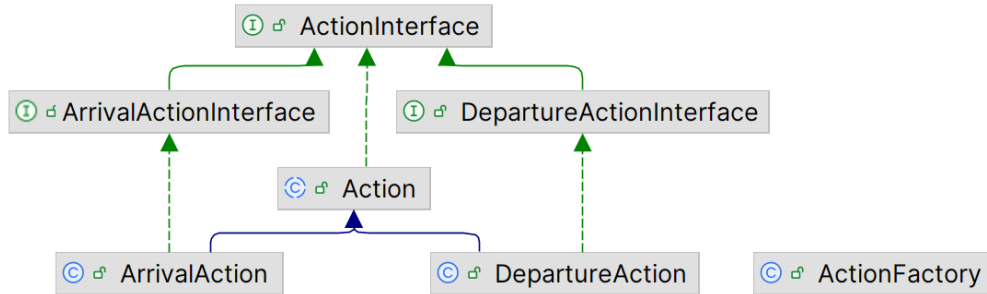 I ActionInterface
I ArrivalActionInterface
I DepartureActionInterface
C Action
C ArrivalAction
C DepartureAction
C ActionFactory